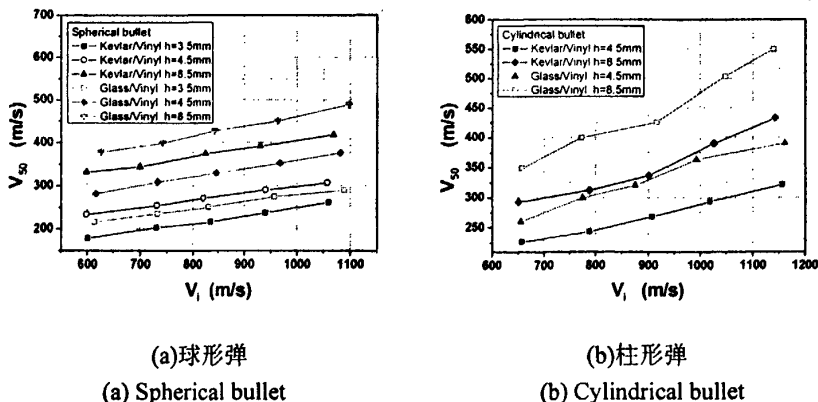 700
600
500
400
300
200
V50 (m/s)
Spherical bullet
Kevlar/Vinyl h=3 5mm
Kevlar/Vinyl h=4.5mm
Kevlar/Vinyl h=8.5mm
Glass/Vinyl h=3 5mm
Glass/Vinyl h=4 5mm
Glass/Vinyl h=8 5mm
600 700 800 900 1000 1100
Vi (m/s)
600
550
500
450
400
350
300
250
V50 (m/s)
Cylindrical bullet
Kevlar/Vinyl h=4 5mm
Kevlar/Vinyl h=8 5mm
Glass/Vinyl h=4.5mm
Glass/Vinyl h=8.5mm
600 700 800 900 1000 1100 1200
Vi (m/s)
(a)球形弹
(a) Spherical bullet
(b)柱形弹
(b) Cylindrical bullet